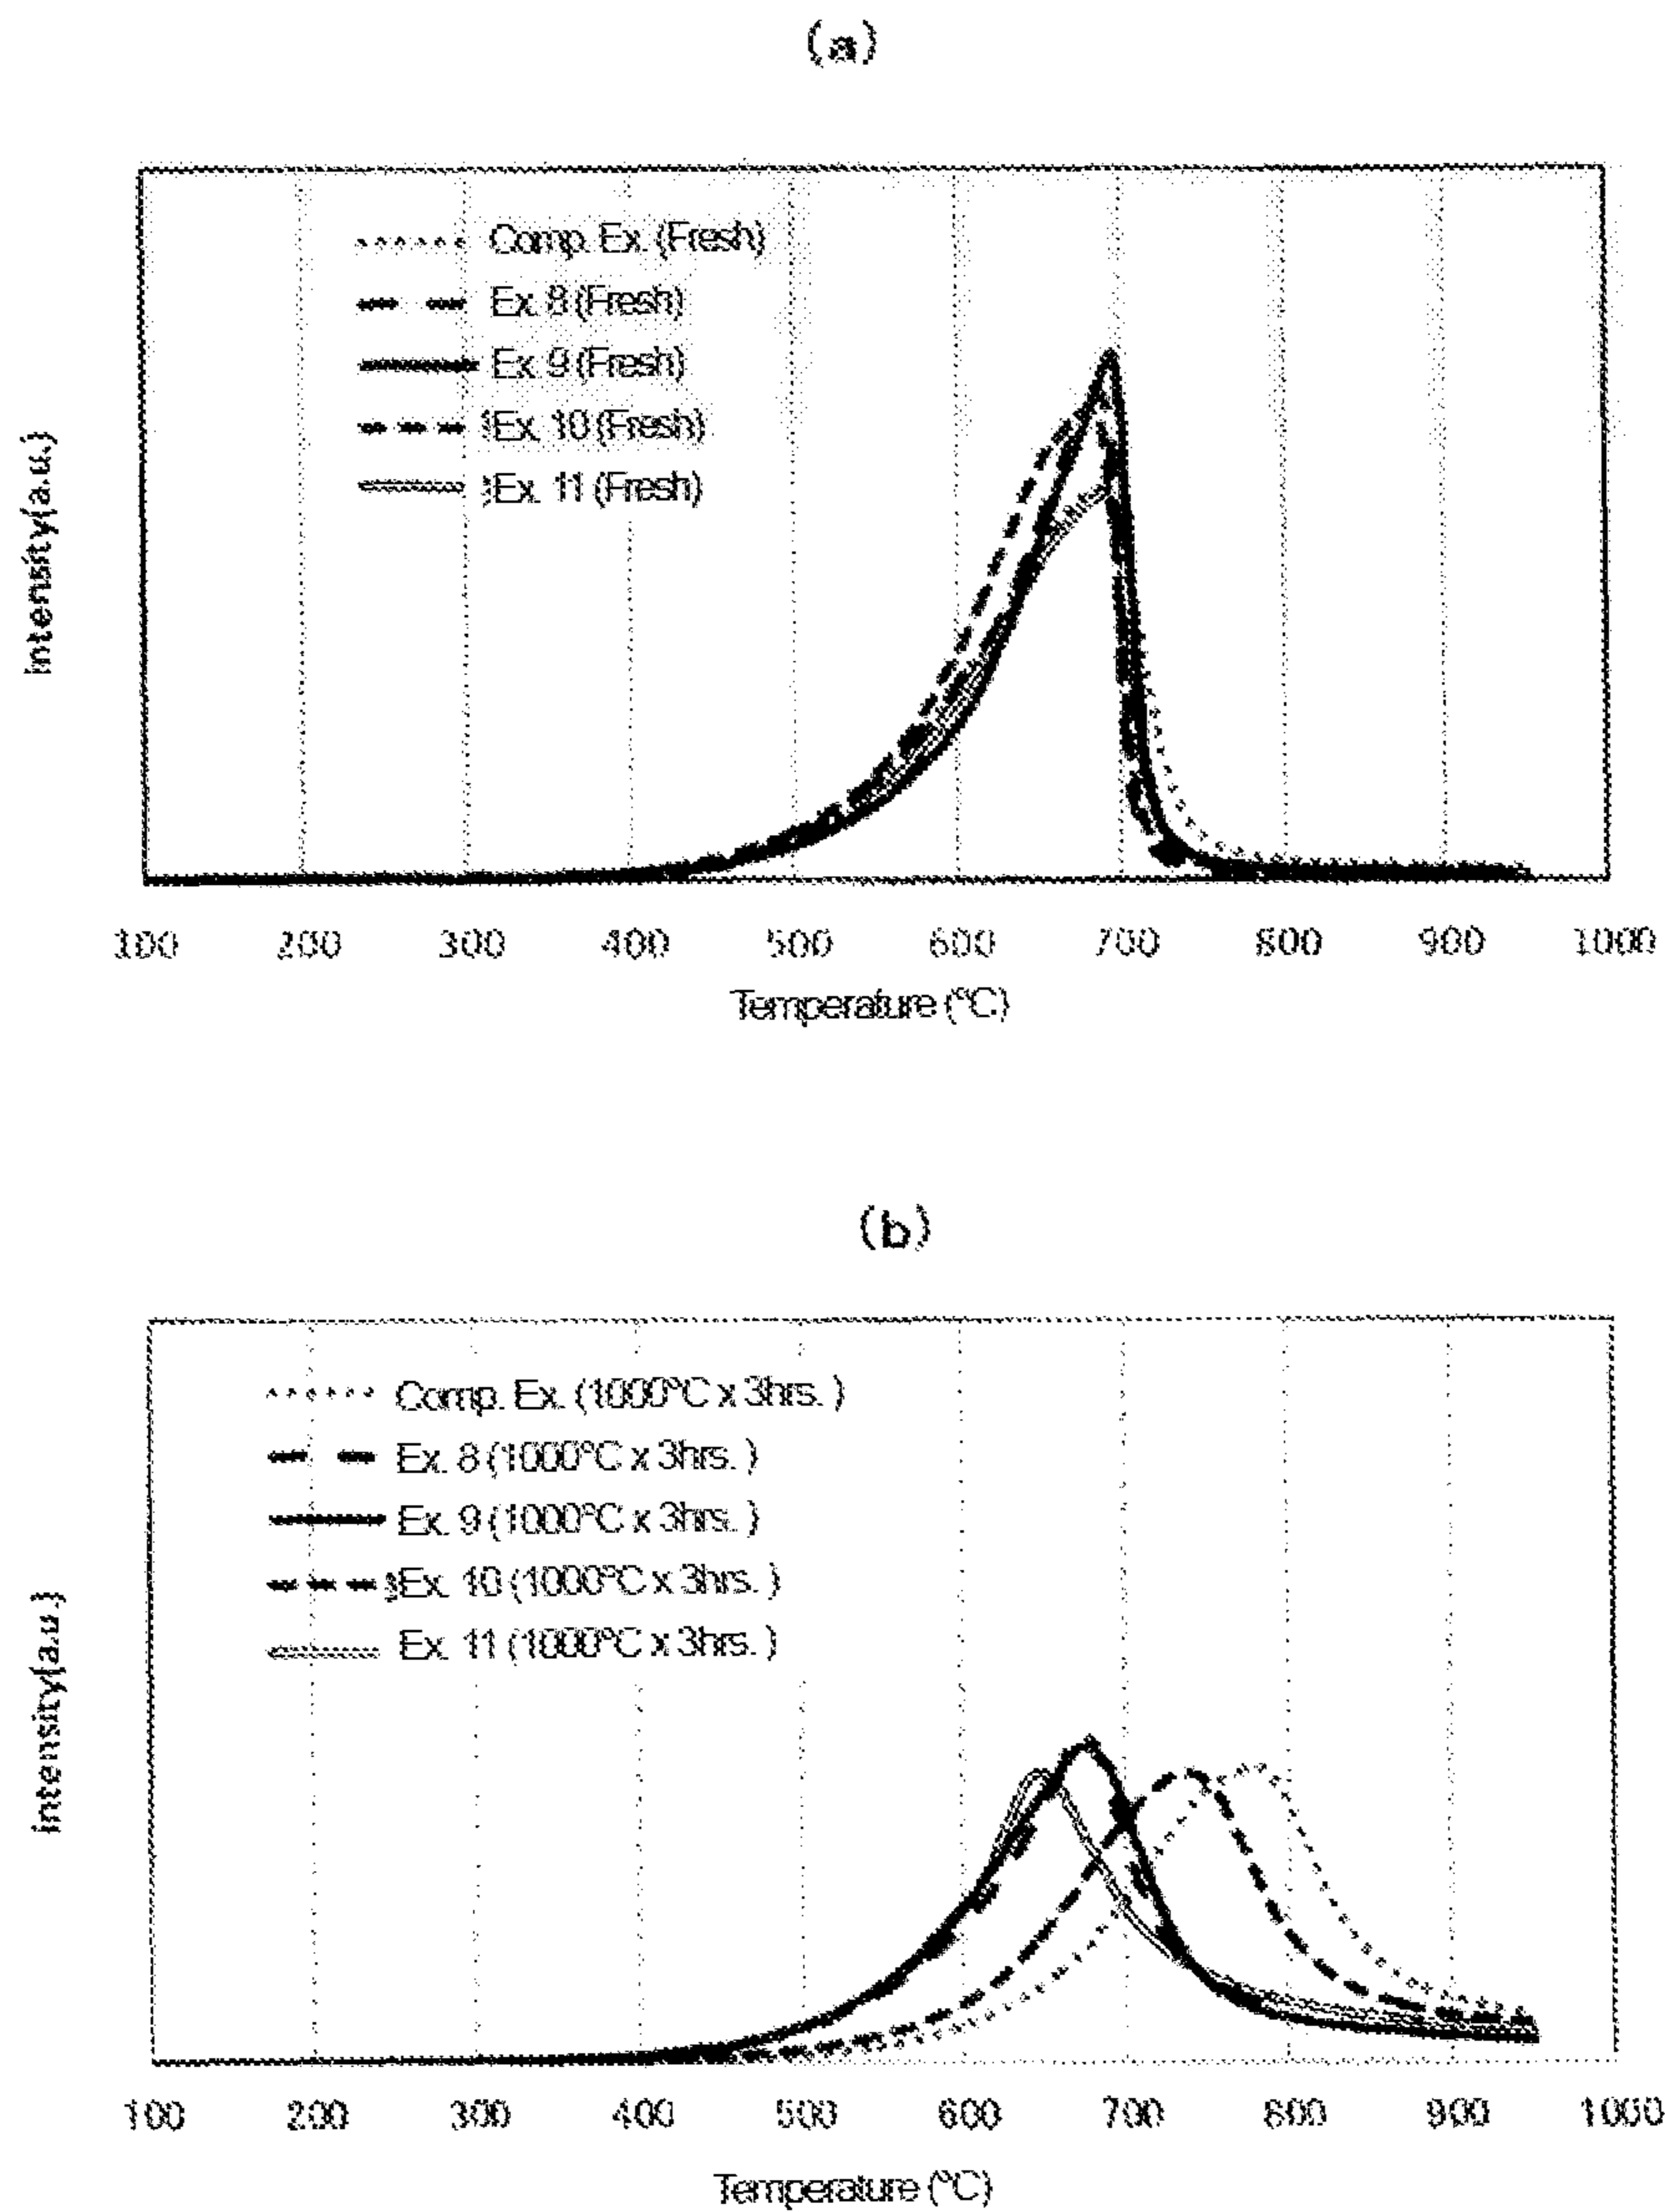 (a)
Comp. Ex. (Fresh)
Ex. 8 (Fresh)
Ex. 9 (Fresh)
Ex. 10 (Fresh)
Ex. 11 (Fresh)
intensity(a.u.)
100 200 300 400 500 600 700 800 900 1000
Temperature (°C)
(b)
Comp. Ex. (1000°C x 3hrs. )
Ex. 8 (1000°C x 3hrs. )
Ex. 9 (1000°C x 3hrs. )
Ex. 10 (1000°C x 3hrs. )
Ex. 11 (1000°C x 3hrs. )
intensity(a.u.)
100 200 300 400 500 600 700 800 900 1000
Temperature (°C)